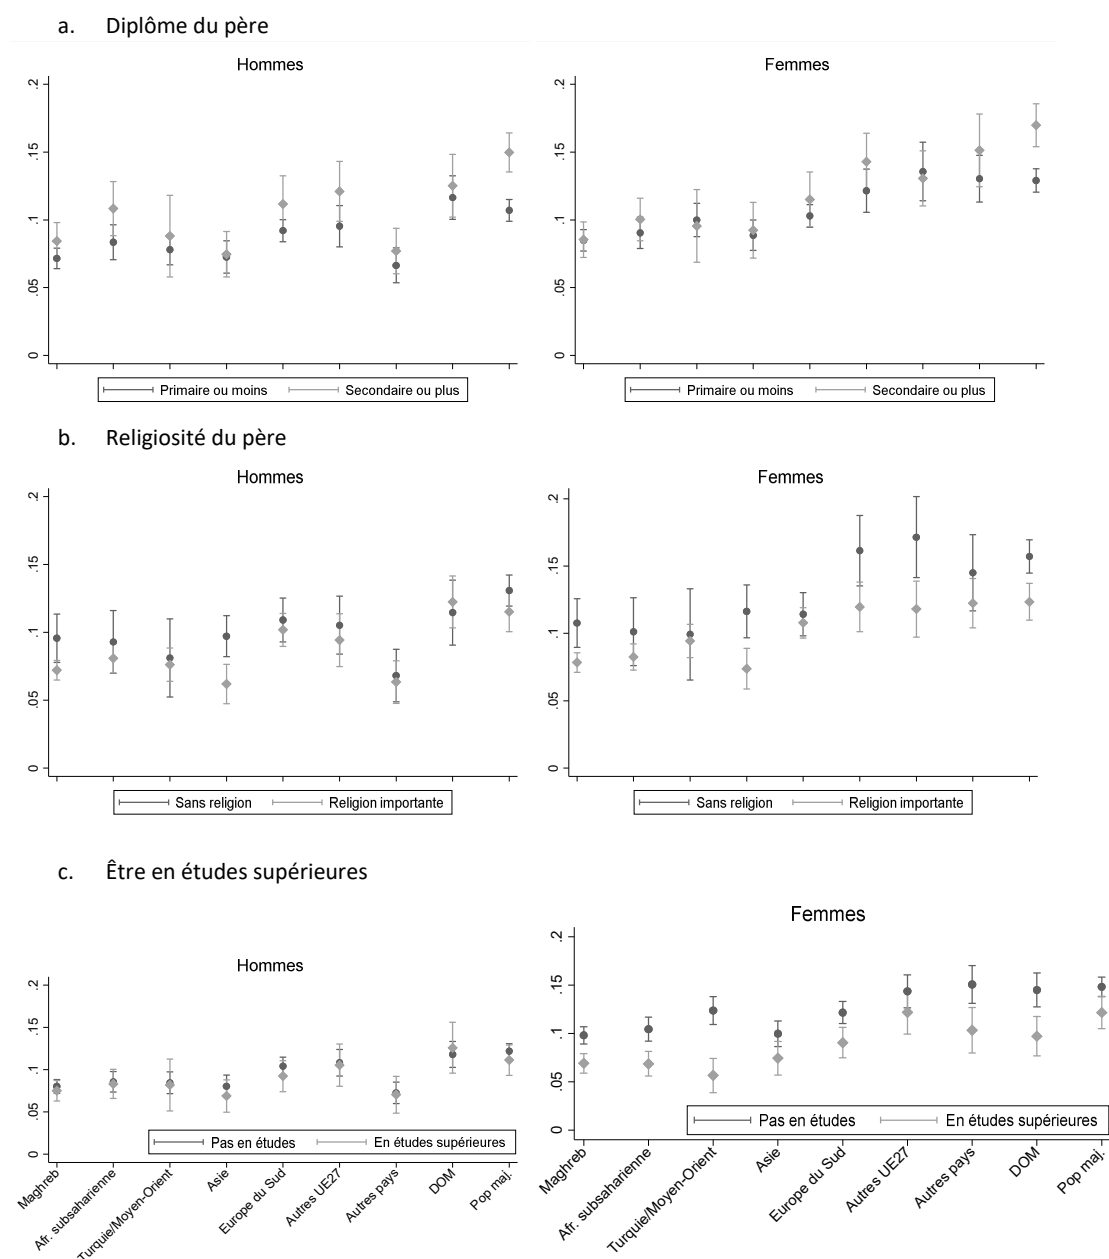 a. Diplôme du père
Hommes
.2
.15
.1
.05
0
Primaire ou moins Secondaire ou plus
Femmes
.2
.15
.1
.05
0
Primaire ou moins Secondaire ou plus
b. Religiosité du père
Hommes
.2
.15
.1
.05
0
Sans religion Religion importante
Femmes
.2
.15
.1
.05
0
Sans religion Religion importante
c. Être en études supérieures
Hommes
.2
.15
.1
.05
0
Pas en études En études supérieures
Maghreb
Afr. subsaharienne
Turquie/Moyen-Orient
Asie
Europe du Sud
Autres UE27
Autres pays
DOM
Pop maj.
Femmes
.2
.15
.1
.05
0
Pas en études En études supérieures
Maghreb
Afr. subsaharienne
Turquie/Moyen-Orient
Asie
Europe du Sud
Autres UE27
Autres pays
DOM
Pop maj.